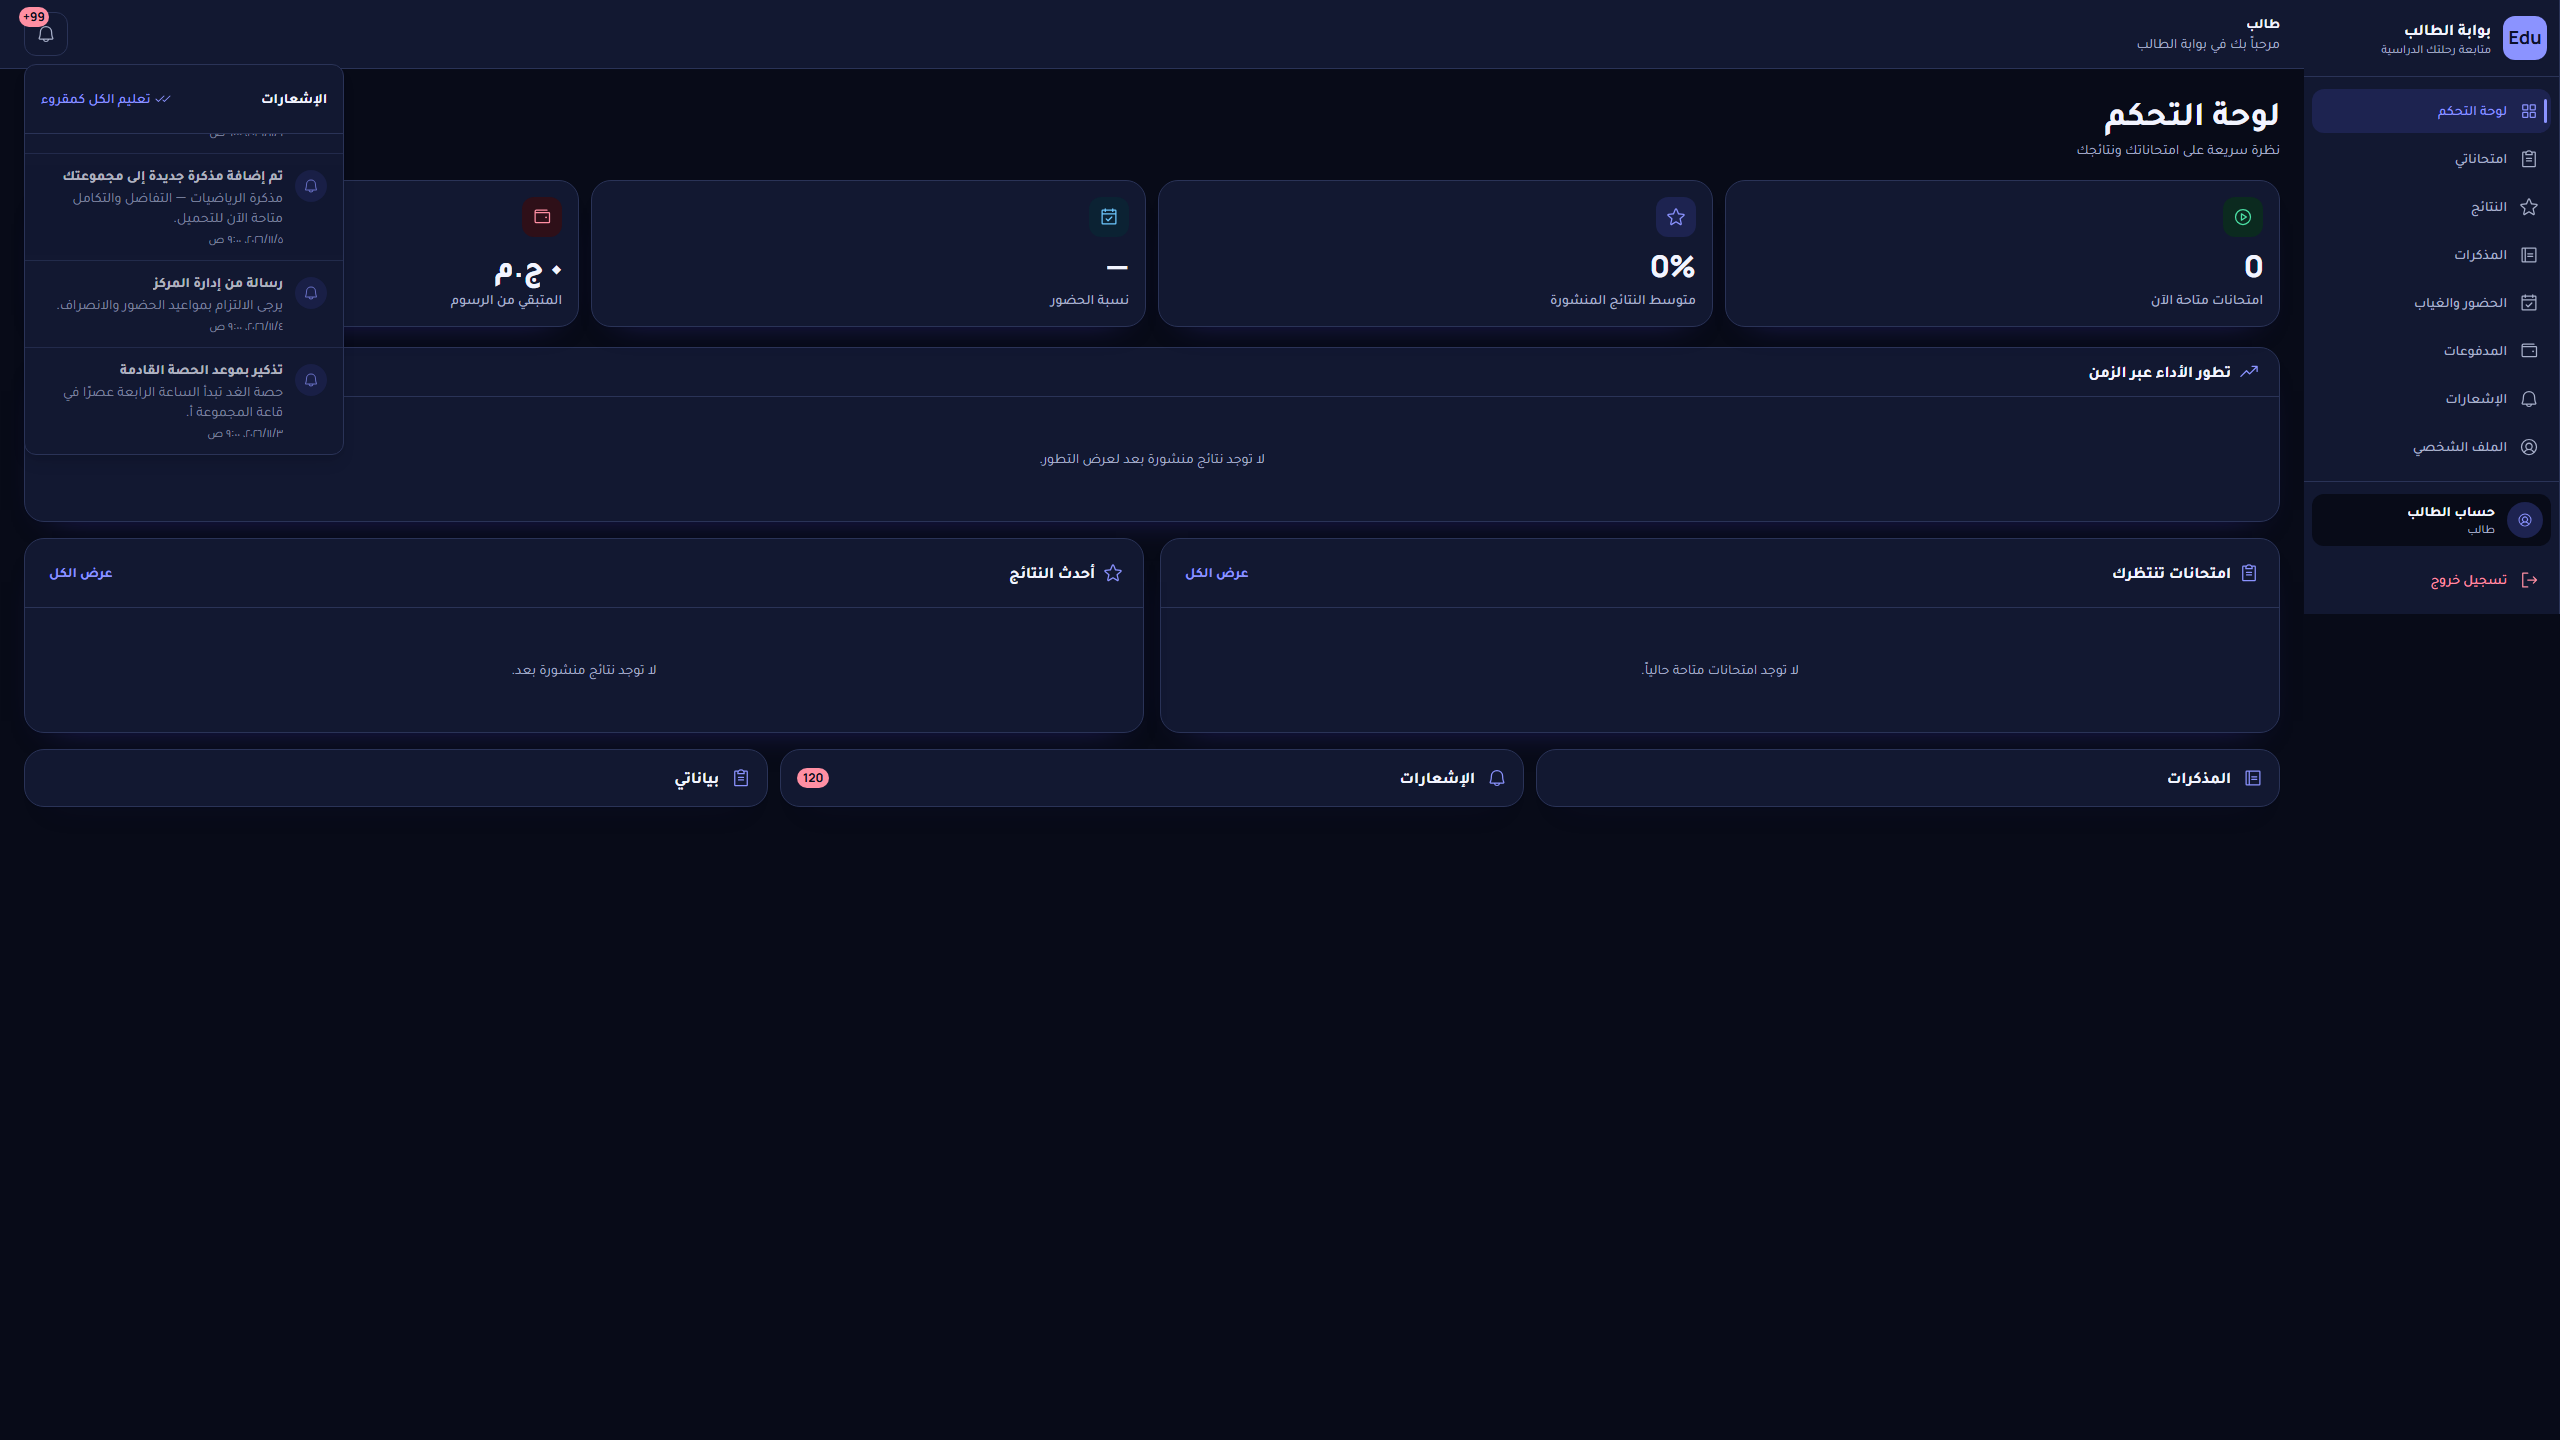 Edu
بوابة الطالب
متابعة رحلتك الدراسية
لوحة التحكم
امتحاناتي
النتائج
المذكرات
الحضور والغياب
المدفوعات
الإشعارات
الملف الشخصي
حساب الطالب
طالب
تسجيل خروج
طالب
مرحباً بك في بوابة الطالب
+99
لوحة التحكم
نظرة سريعة على امتحاناتك ونتائجك
0
امتحانات متاحة الآن
0%
متوسط النتائج المنشورة
—
نسبة الحضور
٠ ج.م
المتبقي من الرسوم
الإشعارات
تعليم الكل كمقروء
تم إضافة مذكرة جديدة إلى مجموعتك
مذكرة الرياضيات — التفاضل والتكامل
متاحة الآن للتحميل.
٢٠٢٦/١١/٥، ٩:٠٠ ص
رسالة من إدارة المركز
يرجى الالتزام بمواعيد الحضور والانصراف.
٢٠٢٦/١١/٤، ٩:٠٠ ص
تذكير بموعد الحصة القادمة
حصة الغد تبدأ الساعة الرابعة عصرًا في
قاعة المجموعة أ.
٢٠٢٦/١١/٣، ٩:٠٠ ص
تطور الأداء عبر الزمن
لا توجد نتائج منشورة بعد لعرض التطور.
امتحانات تنتظرك
عرض الكل
لا توجد امتحانات متاحة حالياً.
أحدث النتائج
عرض الكل
لا توجد نتائج منشورة بعد.
المذكرات
الإشعارات
120
بياناتي